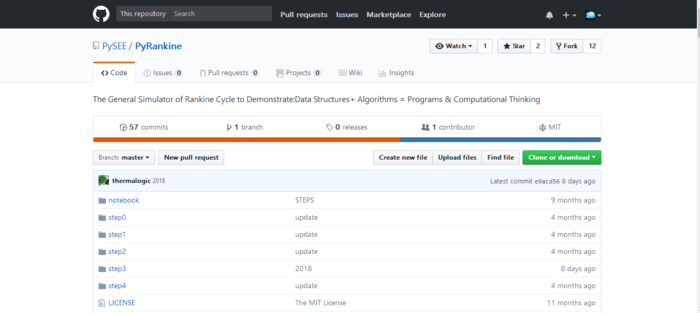 This repository Search Pull requests Issues Marketplace Explore
PySEE / PyRankine Watch 1 Star 2 Fork 12
Code Issues 0 Pull requests 0 Projects 0 Wiki Insights
The General Simulator of Rankine Cycle to Demonstrate:Data Structures+ Algorithms = Programs & Computational Thinking
57 commits 1 branch 0 releases 1 contributor MIT
Branch: master New pull request Create new file Upload files Find file Clone or download
thermalogic 2018 Latest commit e9acd56 8 days ago
notebook STEPS 9 months ago
step0 update 4 months ago
step1 update 4 months ago
step2 update 4 months ago
step3 2018 8 days ago
step4 update 4 months ago
LICENSE The MIT License 11 months ago